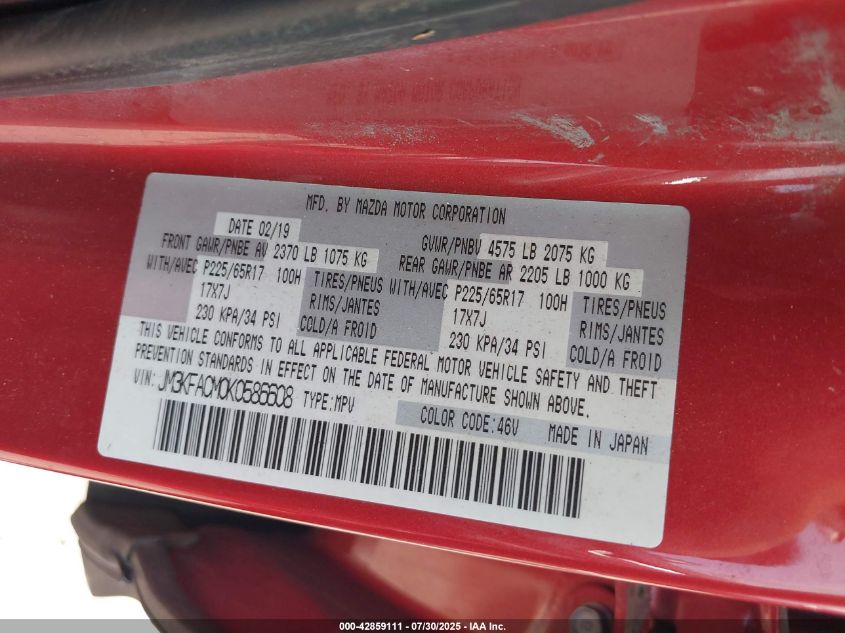 MFD. BY MAZDA MOTOR CORPORATION
DATE 02/19 GVWR/PNBV 4575 LB 2075 KG
FRONT GAWR/PNBE AV 2370 LB 1075 KG REAR GAWR/PNBE AR 2205 LB 1000 KG
WITH/AVEC P225/65R17 100H TIRES/PNEUS WITH/AVEC P225/65R17 100H TIRES/PNEUS
17X7J RIMS/JANTES 17X7J RIMS/JANTES
230 KPA/34 PSI COLD/A FROID 230 KPA/34 PSI COLD/A FROID
THIS VEHICLE CONFORMS TO ALL APPLICABLE FEDERAL MOTOR VEHICLE SAFETY AND THEFT
PREVENTION STANDARDS IN EFFECT ON THE DATE OF MANUFACTURE SHOWN ABOVE.
VIN: JM3KFACM0K0586608 TYPE:MPV
COLOR CODE:46V MADE IN JAPAN
000-42859111 - 07/30/2025 - IAA Inc.